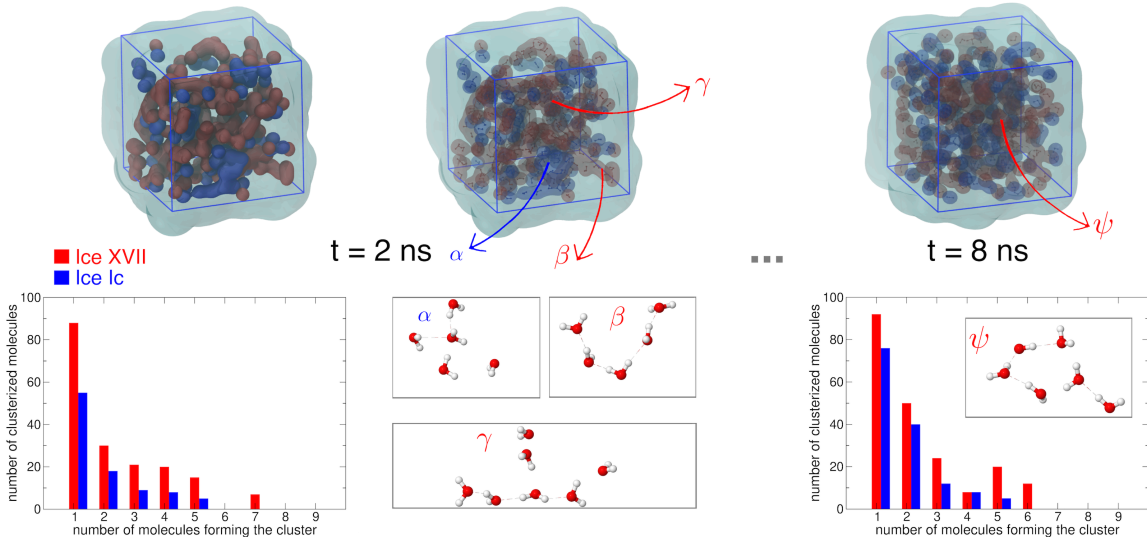 γ
α
t = 2 ns
β
...
t = 8 ns
ψ
Ice XVII
Ice Ic
number of clusterized molecules
100
80
60
40
20
0
1 2 3 4 5 6 7 8 9
number of molecules forming the cluster
α
β
γ
number of clusterized molecules
100
80
60
40
20
0
1 2 3 4 5 6 7 8 9
number of molecules forming the cluster
ψ